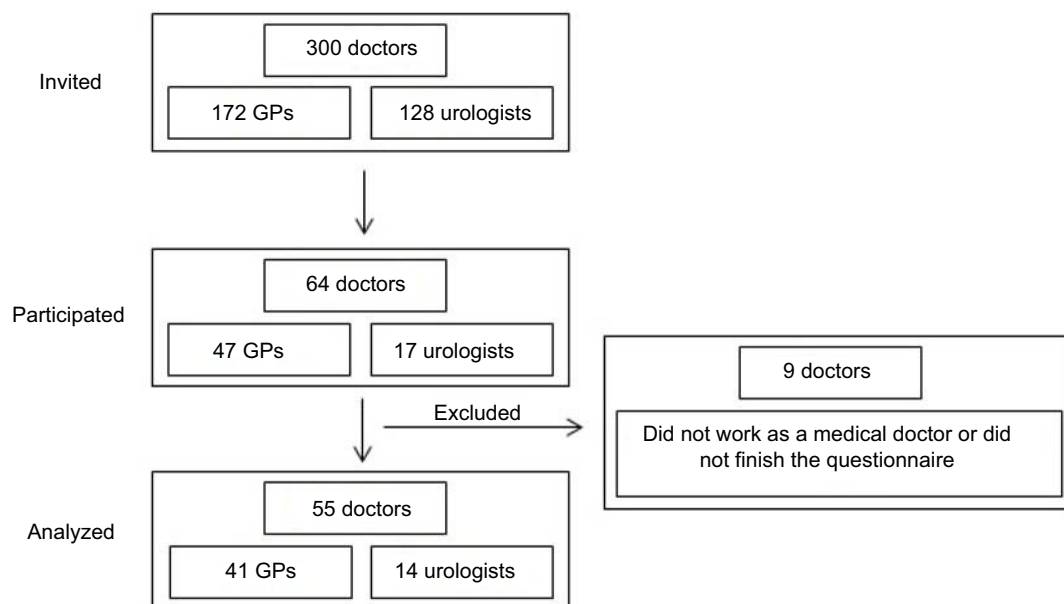 300 doctors
Invited
172 GPs
128 urologists
64 doctors
Participated
47 GPs
17 urologists
Excluded
9 doctors
Did not work as a medical doctor or did
not finish the questionnaire
55 doctors
Analyzed
41 GPs
14 urologists